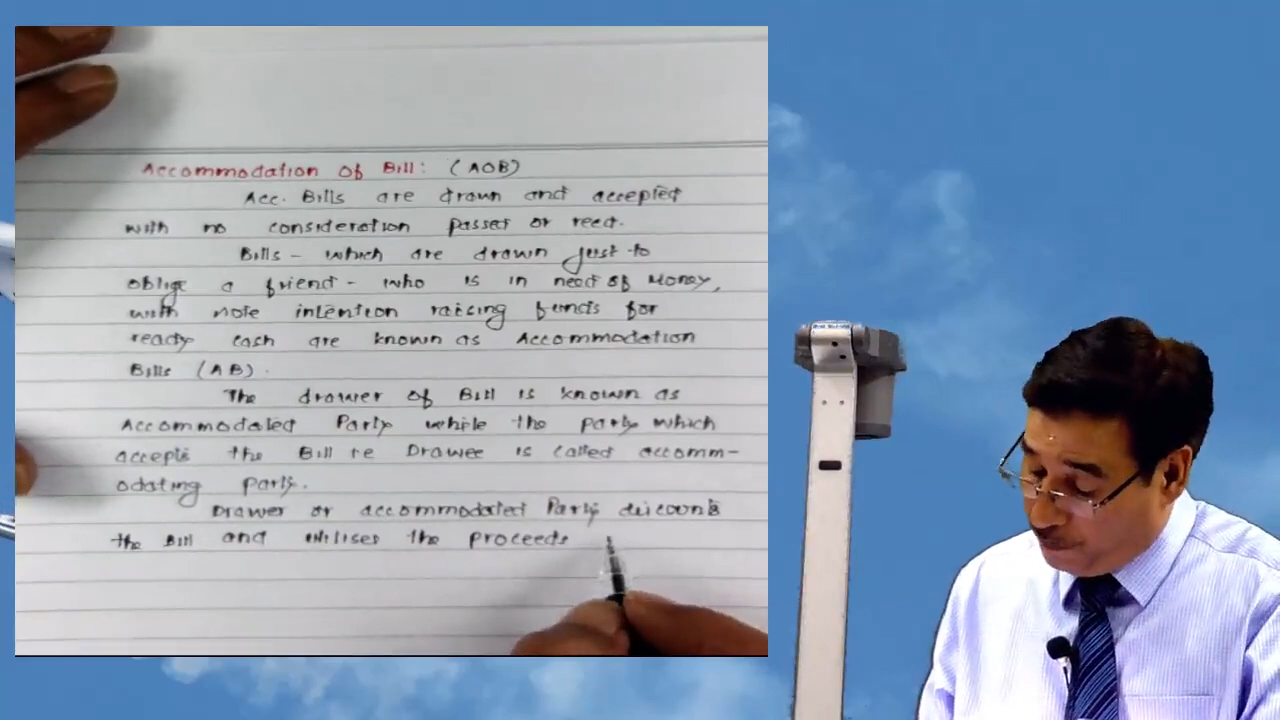 Accommodation of Bill: (AOB)
Acc. Bills are drawn and accepted
with no consideration passed or recd.
Bills - which are drawn just to
oblige a friend - who is in need of Money,
with note intention raising funds for
ready cash are known as Accommodation
Bills (AB).
The drawer of Bill is known as
Accommodated Party while the party which
accepts the Bill ie Drawee is called accomm-
odating party.
Drawer or accommodated Party discounts
the Bill and utilises the proceeds